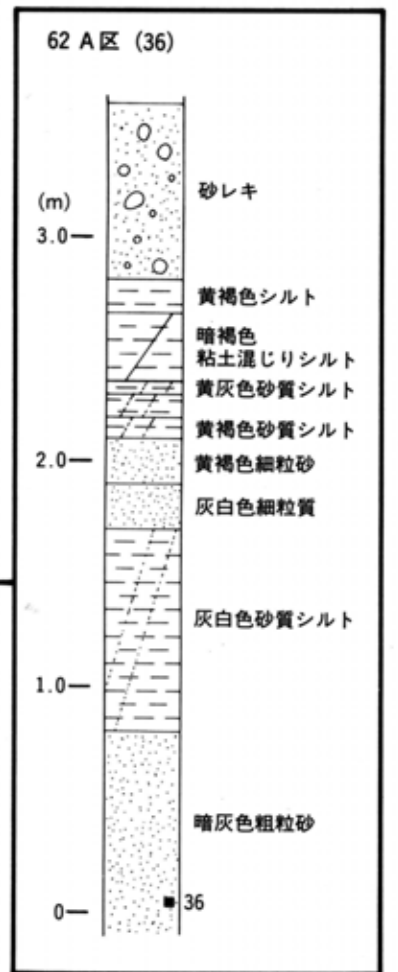 62 A区 (36)
(m)
砂レキ
3.0
黄褐色シルト
暗褐色
粘土混じりシルト
黄灰色砂質シルト
黄褐色砂質シルト
2.0
黄褐色細粒砂
灰白色細粒質
灰白色砂質シルト
1.0
暗灰色粗粒砂
36
0